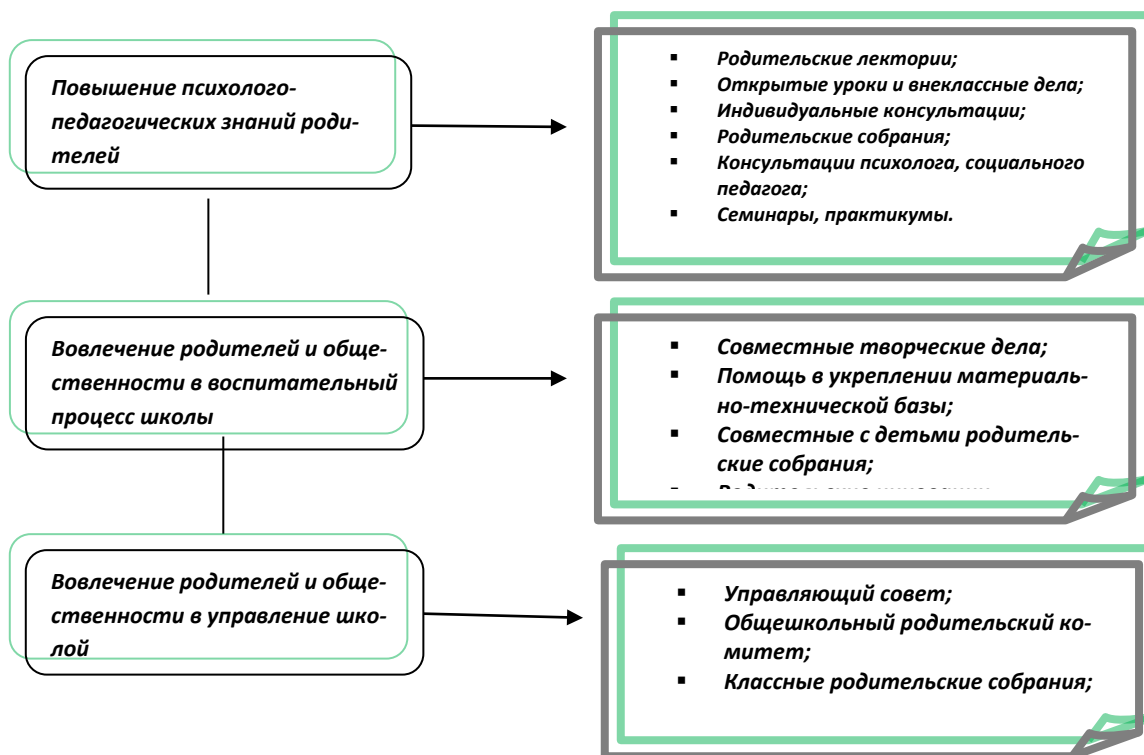 Повышение психолого-
педагогических знаний роди-
телей
▪ Родительские лектории;
▪ Открытые уроки и внеклассные дела;
▪ Индивидуальные консультации;
▪ Родительские собрания;
▪ Консультации психолога, социального
педагога;
▪ Семинары, практикумы.
Вовлечение родителей и обще-
ственности в воспитательный
процесс школы
▪ Совместные творческие дела;
▪ Помощь в укреплении материаль-
но-технической базы;
▪ Совместные с детьми родитель-
ские собрания;
Вовлечение родителей и обще-
ственности в управление шко-
лой
▪ Управляющий совет;
▪ Общешкольный родительский ко-
митет;
▪ Классные родительские собрания;